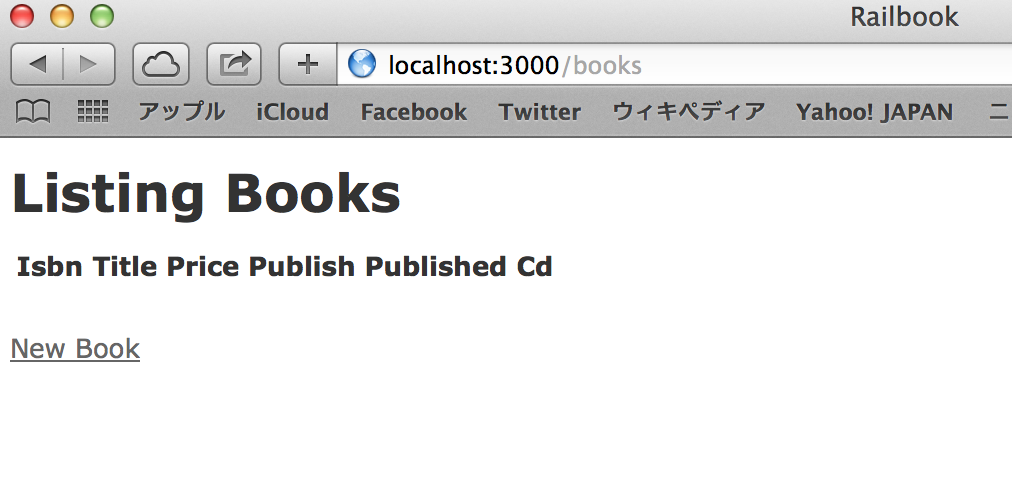 Railbook
localhost:3000/books
アップル iCloud Facebook Twitter ウィキペディア Yahoo! JAPAN
Listing Books
Isbn Title Price Publish Published Cd
New Book